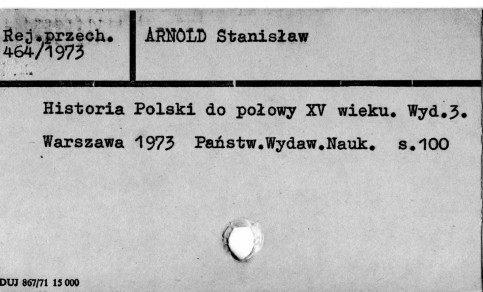 Rej.przech.
464/1973
ARNOLD Stanisław
Historia Polski do połowy XV wieku. Wyd.3.
Warszawa 1973 Państw.Wydaw.Nauk. s.100
DUJ 867/71 15 000